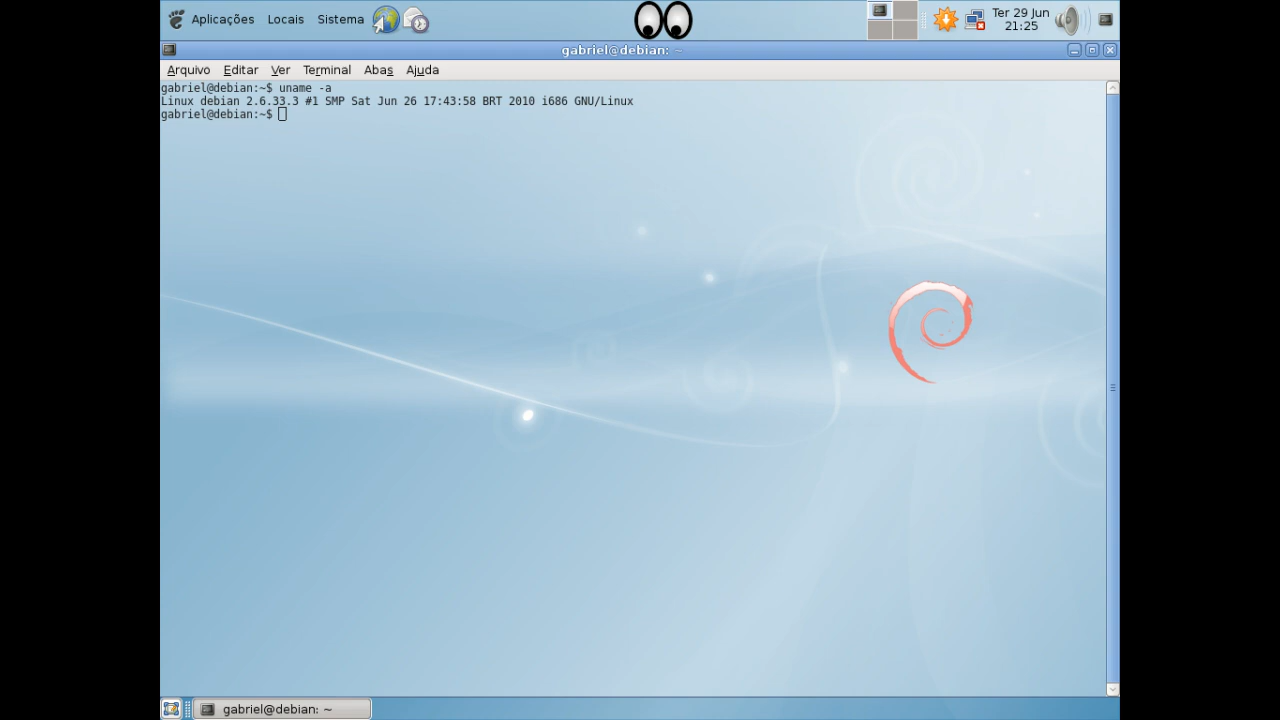 Aplicações Locais Sistema
Ter 29 Jun
21:25
gabriel@debian: ~
Arquivo Editar Ver Terminal Abas Ajuda
gabriel@debian:~$ uname -a
Linux debian 2.6.33.3 #1 SMP Sat Jun 26 17:43:58 BRT 2010 i686 GNU/Linux
gabriel@debian:~$
gabriel@debian: ~